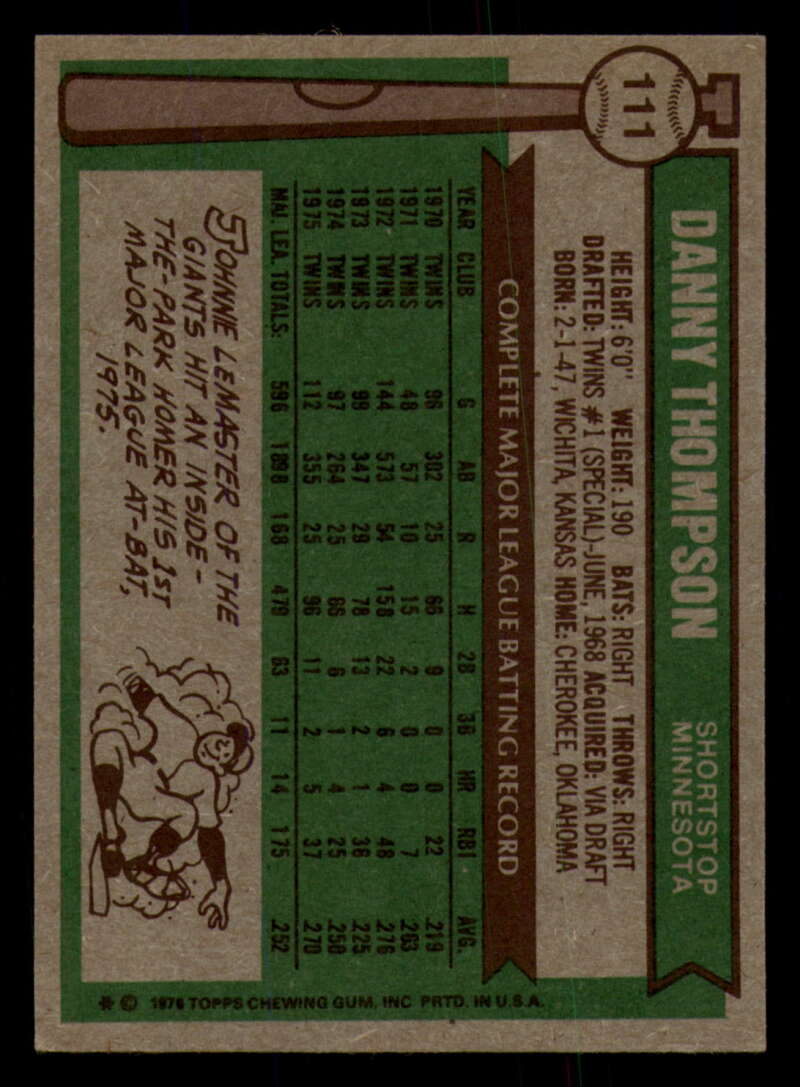 111
DANNY THOMPSON
SHORTSTOP
MINNESOTA
HEIGHT: 6'0" WEIGHT: 190 BATS: RIGHT THROWS: RIGHT
DRAFTED: TWINS #1 (SPECIAL)-JUNE, 1968 ACQUIRED: VIA DRAFT
BORN: 2-1-47, WICHITA, KANSAS HOME: CHEROKEE, OKLAHOMA
COMPLETE MAJOR LEAGUE BATTING RECORD
YEAR CLUB G AB R H 2B 3B HR RBI AVG.
1970 TWINS 96 302 25 66 9 0 0 22 .219
1971 TWINS 48 57 10 15 2 0 0 7 .263
1972 TWINS 144 573 54 158 22 6 4 48 .276
1973 TWINS 99 347 29 78 13 2 1 36 .225
1974 TWINS 97 264 25 66 6 1 4 25 .250
1975 TWINS 112 355 25 96 11 2 5 37 .270
MAJ. LEA. TOTALS: 596 1898 168 479 63 11 14 175 .252
JOHNNIE LEMASTER OF THE
GIANTS HIT AN INSIDE-
THE-PARK HOMER HIS 1ST
MAJOR LEAGUE AT-BAT,
1975.
* © 1976 TOPPS CHEWING GUM, INC PRTD. IN U.S.A.